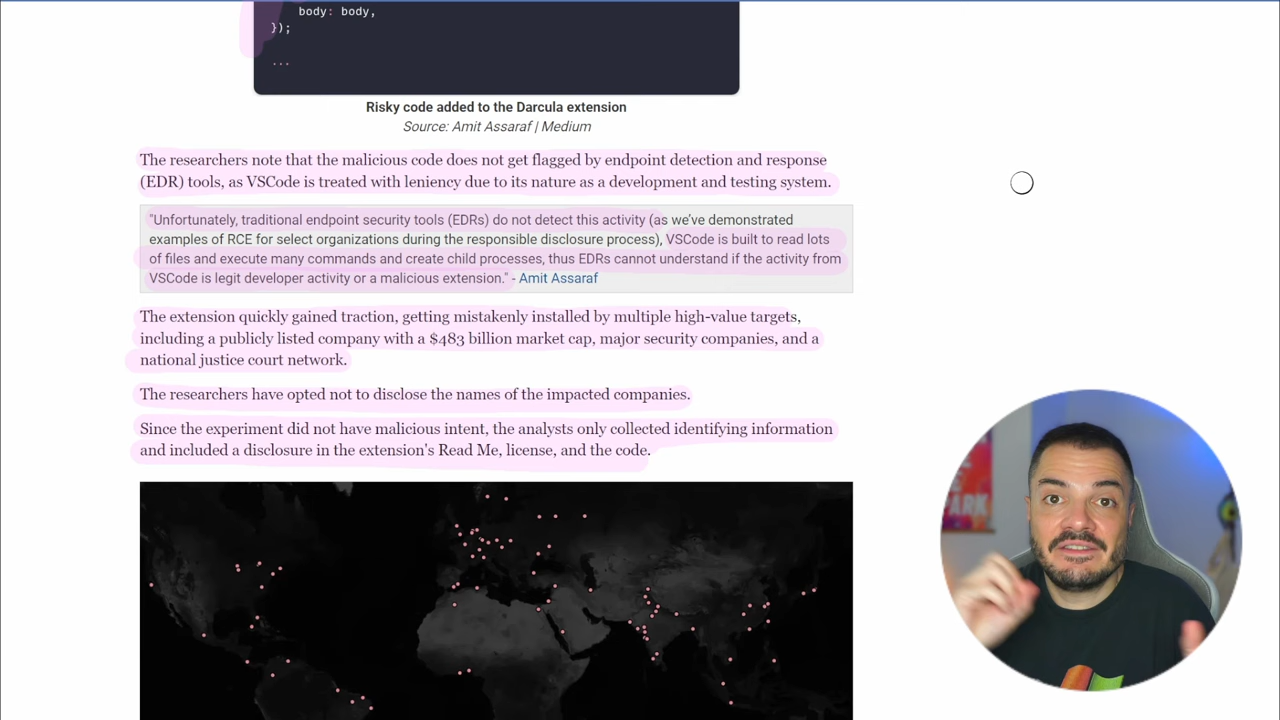 body: body,
});
...
Risky code added to the Darcula extension
Source: Amit Assaraf | Medium
The researchers note that the malicious code does not get flagged by endpoint detection and response
(EDR) tools, as VSCode is treated with leniency due to its nature as a development and testing system.
"Unfortunately, traditional endpoint security tools (EDRs) do not detect this activity (as we've demonstrated
examples of RCE for select organizations during the responsible disclosure process), VSCode is built to read lots
of files and execute many commands and create child processes, thus EDRs cannot understand if the activity from
VSCode is legit developer activity or a malicious extension." - Amit Assaraf
The extension quickly gained traction, getting mistakenly installed by multiple high-value targets,
including a publicly listed company with a $483 billion market cap, major security companies, and a
national justice court network.
The researchers have opted not to disclose the names of the impacted companies.
Since the experiment did not have malicious intent, the analysts only collected identifying information
and included a disclosure in the extension's Read Me, license, and the code.